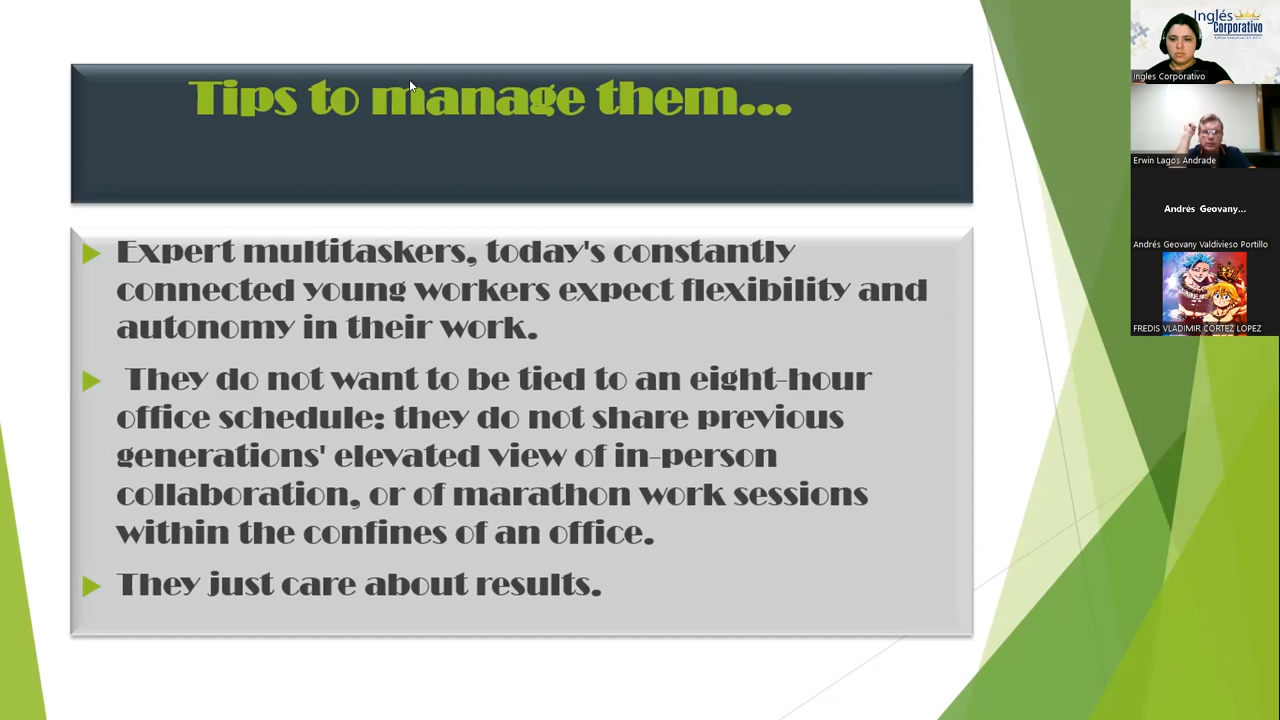 Tips to manage them...
Expert multitaskers, today's constantly
connected young workers expect flexibility and
autonomy in their work.
They do not want to be tied to an eight-hour
office schedule: they do not share previous
generations' elevated view of in-person
collaboration, or of marathon work sessions
within the confines of an office.
They just care about results.
Inglés
Corporativo
Ingles Corporativo
Erwin Lagos Andrade
Andrés Geovany...
Andrés Geovany Valdivieso Portillo
FREDIS VLADIMIR CORTEZ LOPEZ